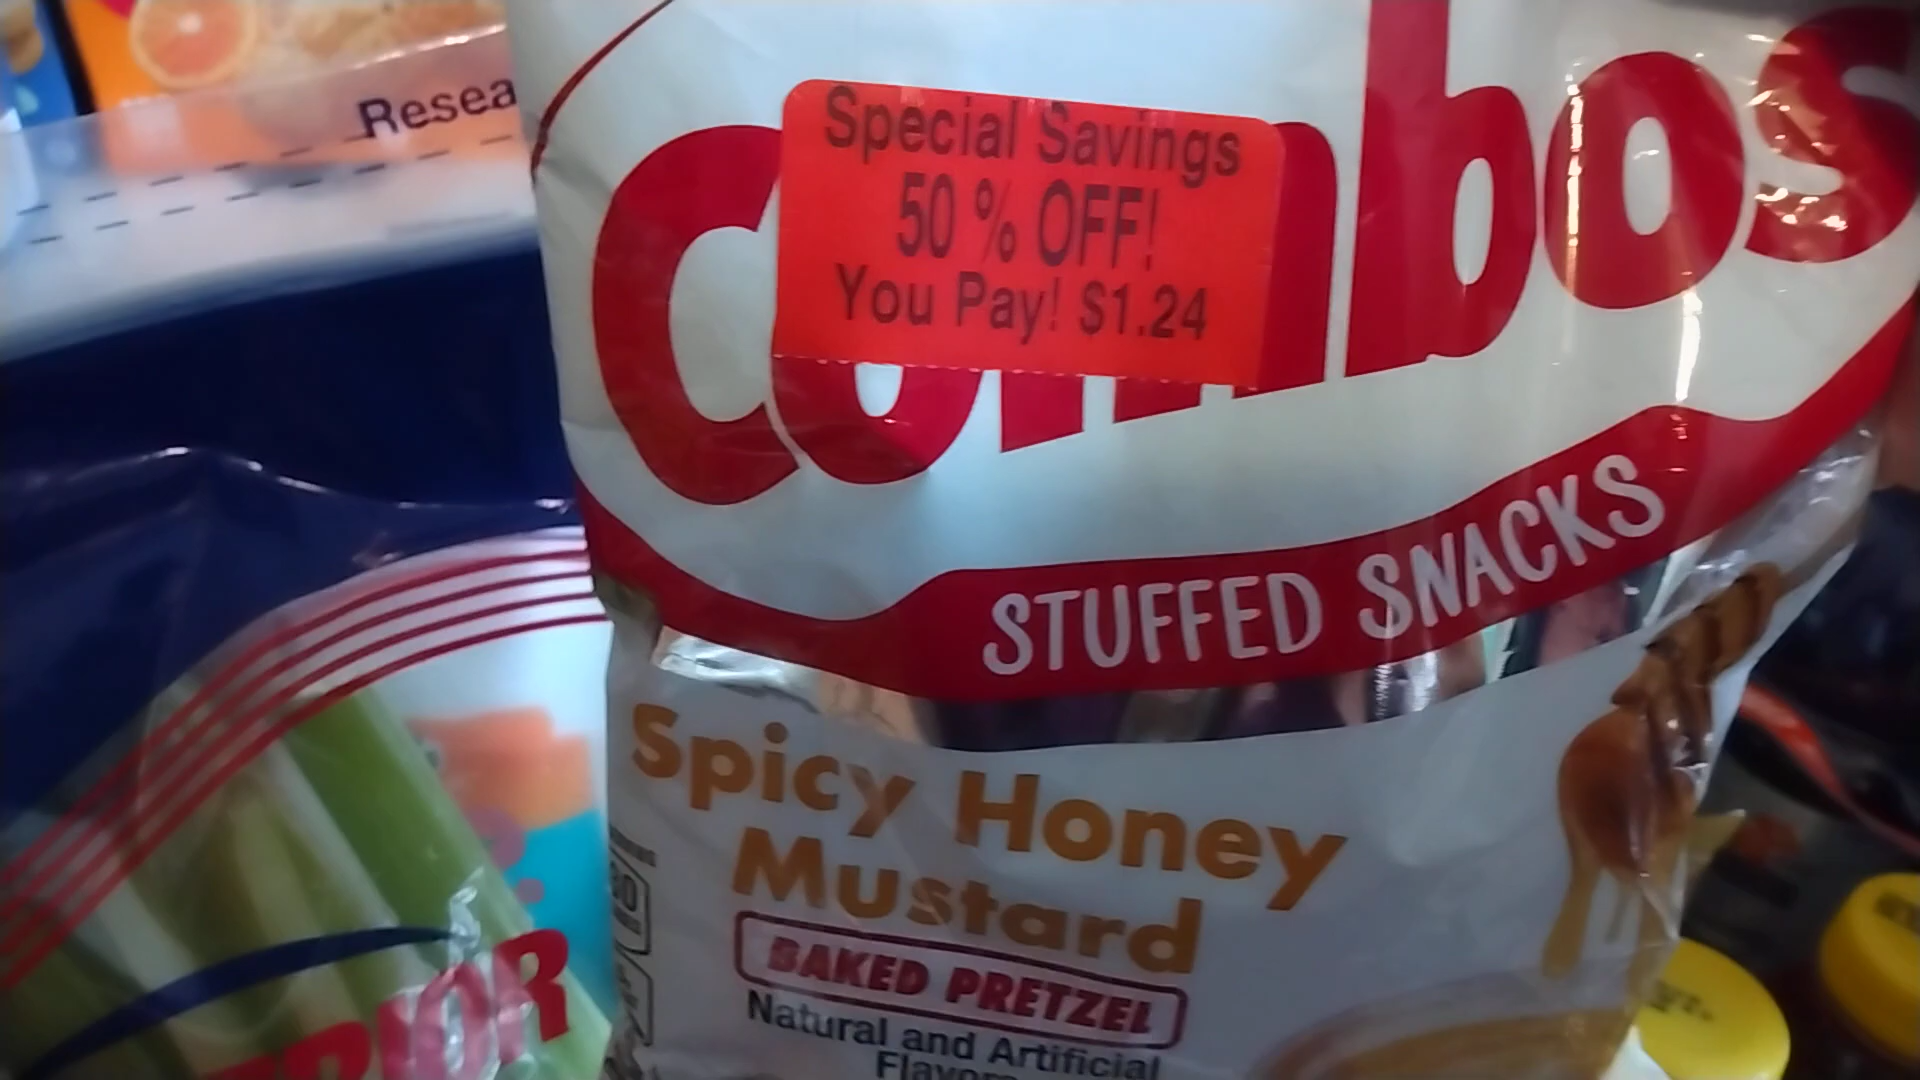 Special Savings
50 % OFF!
You Pay! $1.24
Combos
STUFFED SNACKS
Spicy Honey
Mustard
BAKED PRETZEL
Natural and Artificial